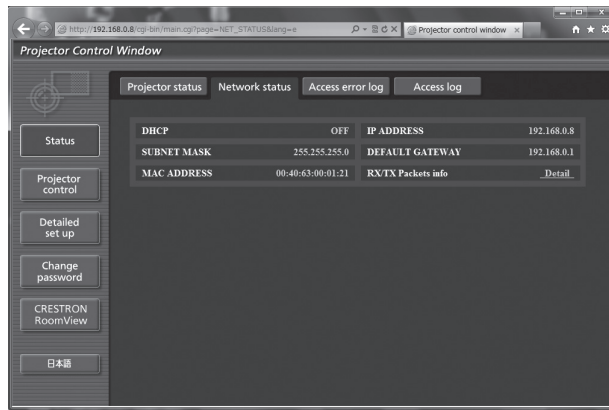 http://192.168.0.8/cgi-bin/main.cgi?page=NET_STATUS&lang=e
Projector control window
Projector Control Window
Projector status
Network status
Access error log
Access log
Status
Projector control
Detailed set up
Change password
CRESTRON RoomView
日本語
DHCP OFF
IP ADDRESS 192.168.0.8
SUBNET MASK 255.255.255.0
DEFAULT GATEWAY 192.168.0.1
MAC ADDRESS 00:40:63:00:01:21
RX/TX Packets info Detail